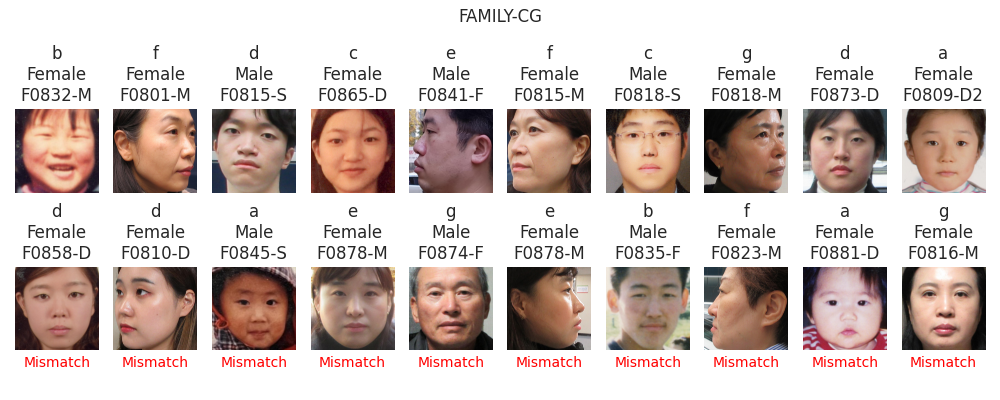 FAMILY-CG
b f d c e f c g d a
Female Female Male Female Male Female Male Female Female Female
F0832-M F0801-M F0815-S F0865-D F0841-F F0815-M F0818-S F0818-M F0873-D F0809-D2
d d a e g e b f a g
Female Female Male Female Male Female Male Female Female Female
F0858-D F0810-D F0845-S F0878-M F0874-F F0878-M F0835-F F0823-M F0881-D F0816-M
Mismatch Mismatch Mismatch Mismatch Mismatch Mismatch Mismatch Mismatch Mismatch Mismatch